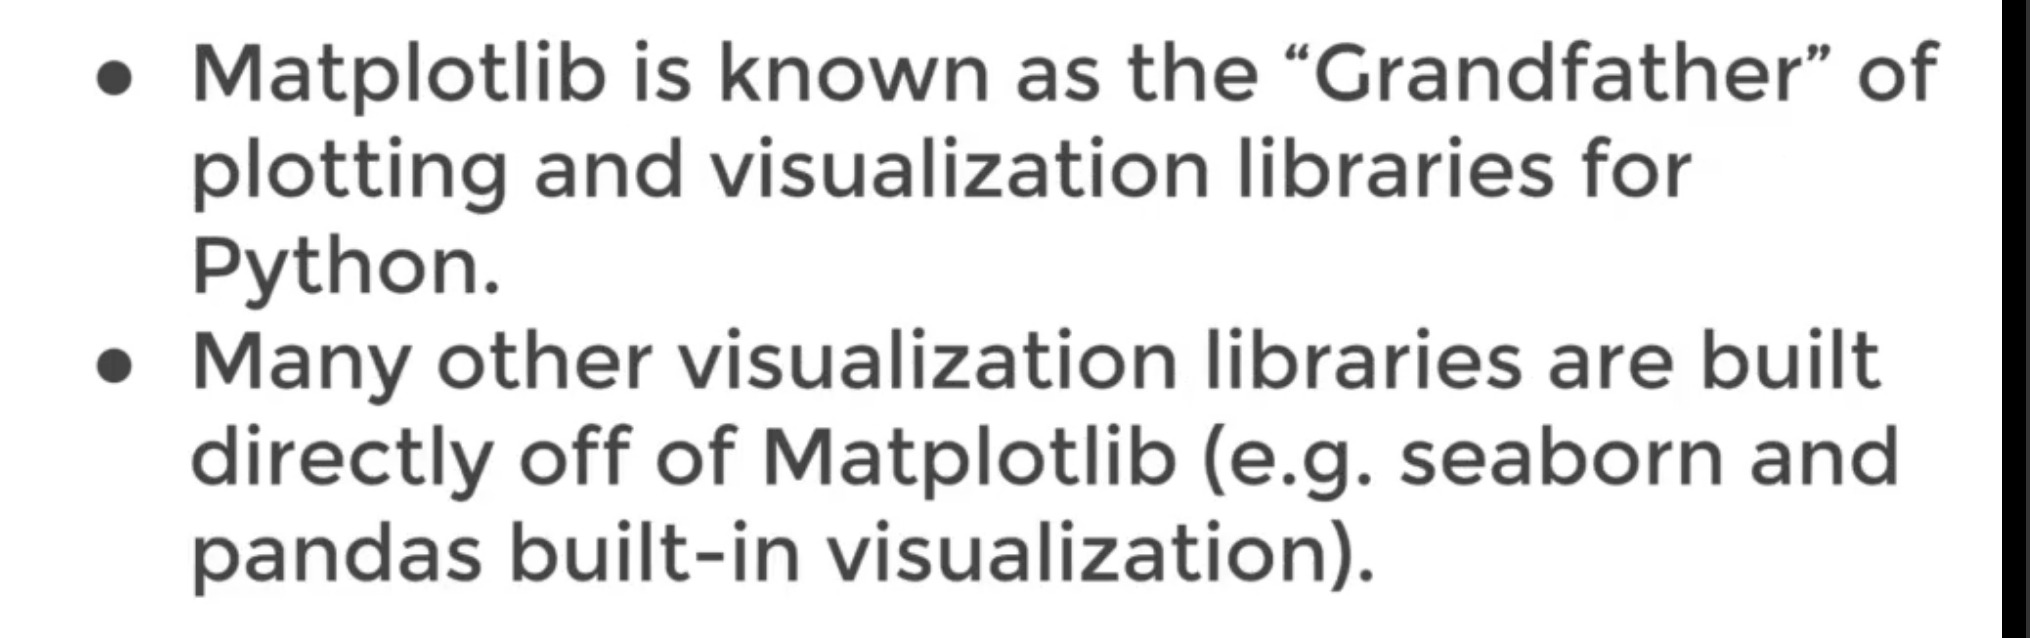 ● Matplotlib is known as the “Grandfather” of
plotting and visualization libraries for
Python.
● Many other visualization libraries are built
directly off of Matplotlib (e.g. seaborn and
pandas built-in visualization).